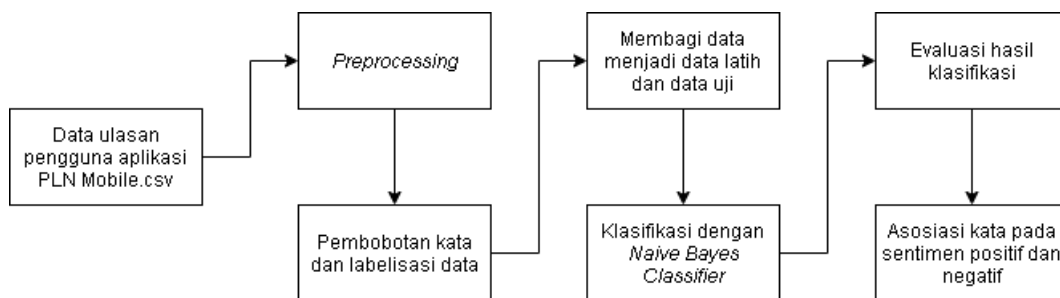 Data ulasan
pengguna aplikasi
PLN Mobile.csv
Preprocessing
Pembobotan kata
dan labelisasi data
Membagi data
menjadi data latih
dan data uji
Klasifikasi dengan
Naive Bayes
Classifier
Evaluasi hasil
klasifikasi
Asosiasi kata pada
sentimen positif dan
negatif